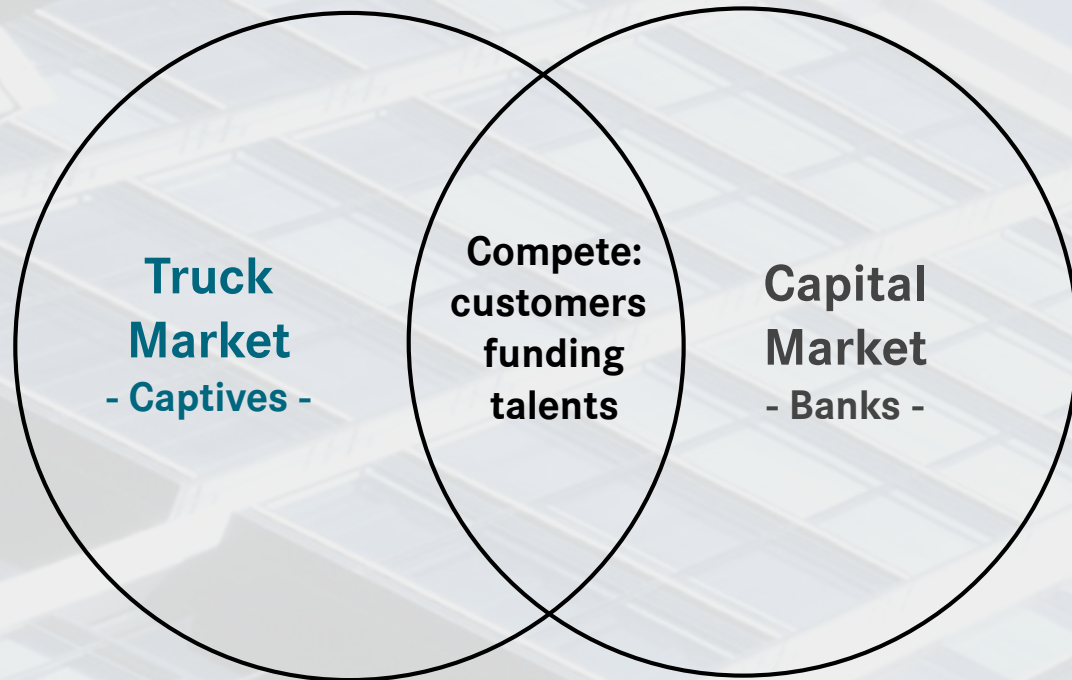 Truck
Market
- Captives -
Compete:
customers
funding
talents
Capital
Market
- Banks -